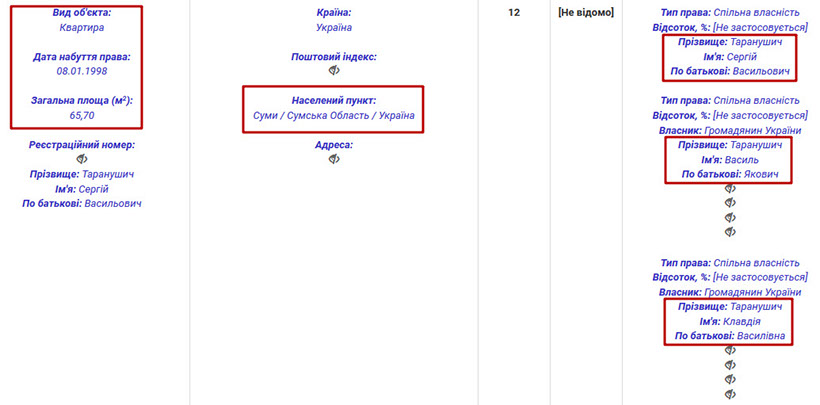 Вид об'єкта:
Квартира
Дата набуття права:
08.01.1998
Загальна площа (м²):
65,70
Реєстраційний номер:
Прізвище: Таранушич
Ім'я: Сергій
По батькові: Васильович
Країна:
Україна
Поштовий індекс:
Населений пункт:
Суми / Сумська Область / Україна
Адреса:
12
[Не відомо]
Тип права: Спільна власність
Відсоток, %: [Не застосовується]
Прізвище: Таранушич
Ім'я: Сергій
По батькові: Васильович
Тип права: Спільна власність
Відсоток, %: [Не застосовується]
Власник: Громадянин України
Прізвище: Таранушич
Ім'я: Василь
По батькові: Якович
Тип права: Спільна власність
Відсоток, %: [Не застосовується]
Власник: Громадянин України
Прізвище: Таранушич
Ім'я: Клавдія
По батькові: Василівна